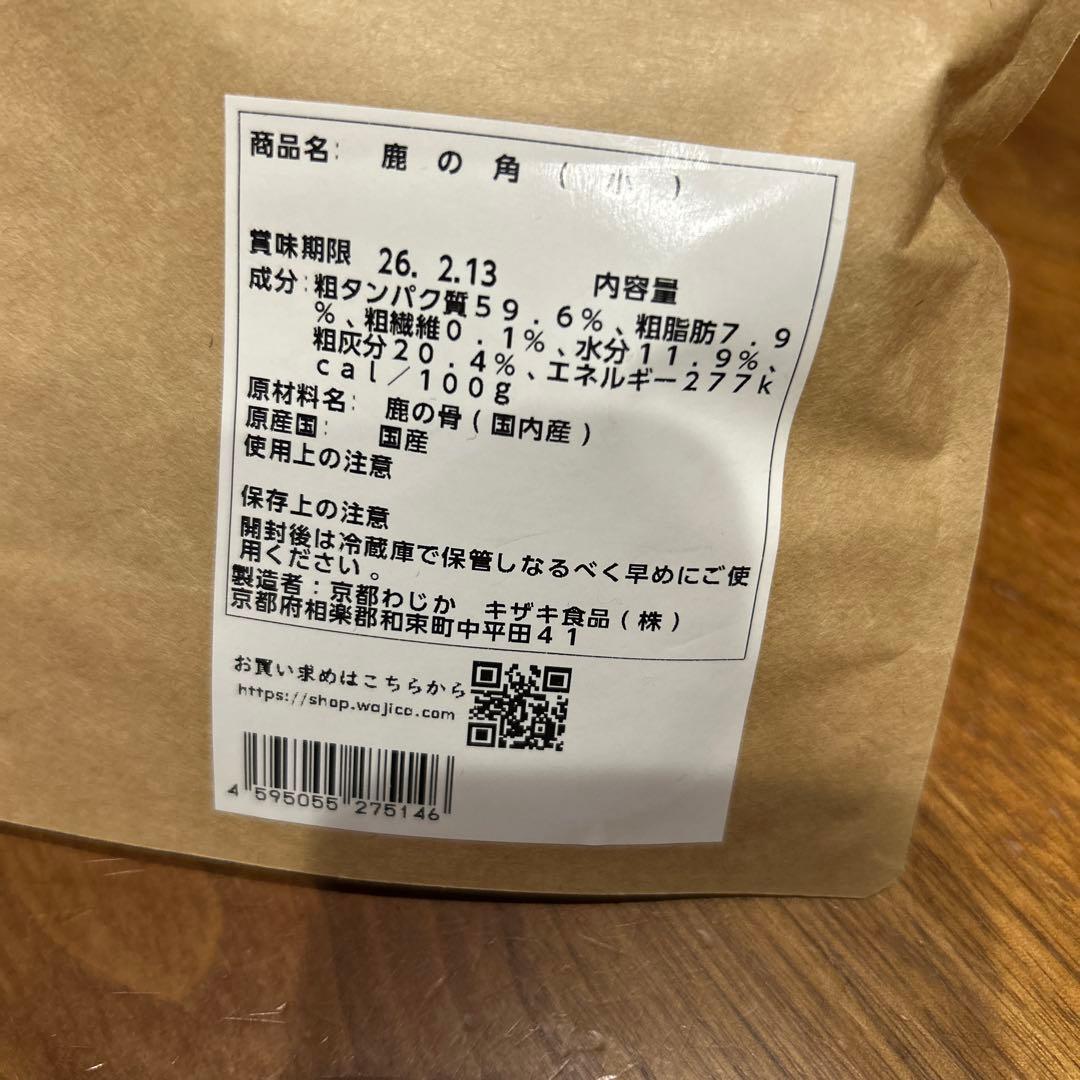 商品名: 鹿の角(小)
賞味期限 26. 2.13 内容量
成分:粗タンパク質59.6%、粗脂肪7.9
%、粗繊維0.1%、水分11.9%、
粗灰分20.4%、エネルギー277k
cal/100g
原材料名: 鹿の骨(国内産)
原産国: 国産
使用上の注意
保存上の注意
開封後は冷蔵庫で保管しなるべく早めにご使
用ください。
製造者:京都わじか キザキ食品(株)
京都府相楽郡和束町中平田41
お買い求めはこちらから
https://shop.wajica.com
4 595055 275146